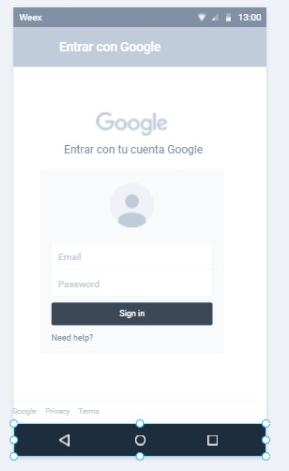 Weex 13:00
Entrar con Google
Google
Entrar con tu cuenta Google
Email
Password
Sign in
Need help?
Google Privacy Terms